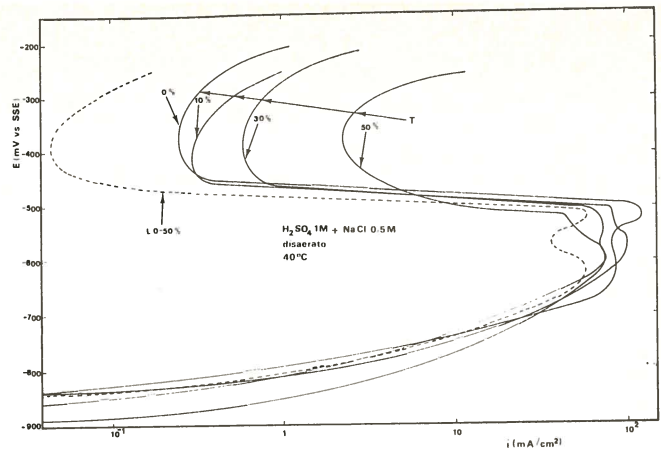 -200
-300
-400
-500
-600
-700
-800
-900
E (mV vs SSE)
0%
10%
30%
50%
T
L 0-50%
H₂SO₄ 1M + NaCl 0.5M
disaerato
40°C
10⁻¹
1
10
10²
i (mA/cm²)